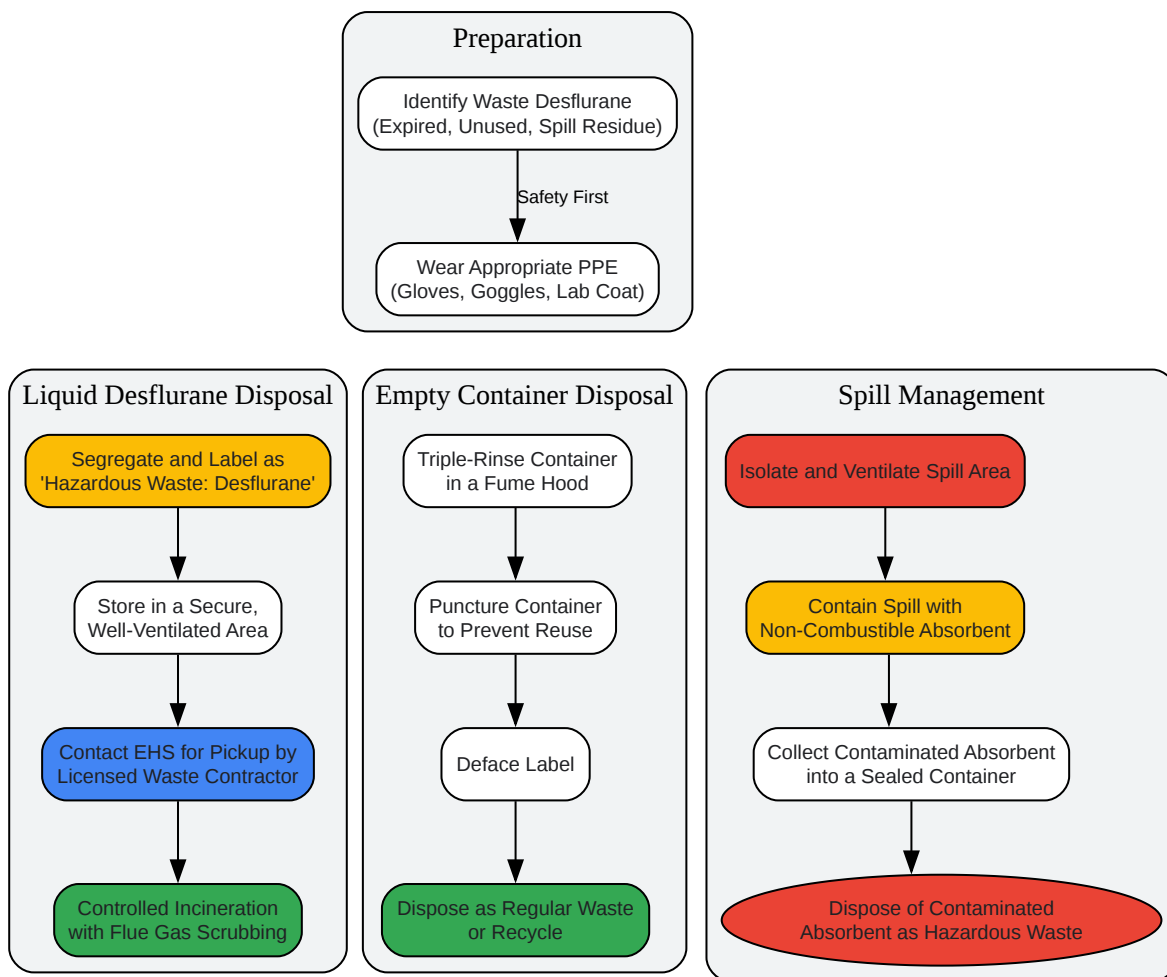 Preparation
Identify Waste Desflurane
(Expired, Unused, Spill Residue)
Safety First
Wear Appropriate PPE
(Gloves, Goggles, Lab Coat)
Liquid Desflurane Disposal
Segregate and Label as
'Hazardous Waste: Desflurane'
Store in a Secure,
Well-Ventilated Area
Contact EHS for Pickup by
Licensed Waste Contractor
Controlled Incineration
with Flue Gas Scrubbing
Empty Container Disposal
Triple-Rinse Container
in a Fume Hood
Puncture Container
to Prevent Reuse
Deface Label
Dispose as Regular Waste
or Recycle
Spill Management
Isolate and Ventilate Spill Area
Contain Spill with
Non-Combustible Absorbent
Collect Contaminated Absorbent
into a Sealed Container
Dispose of Contaminated
Absorbent as Hazardous Waste